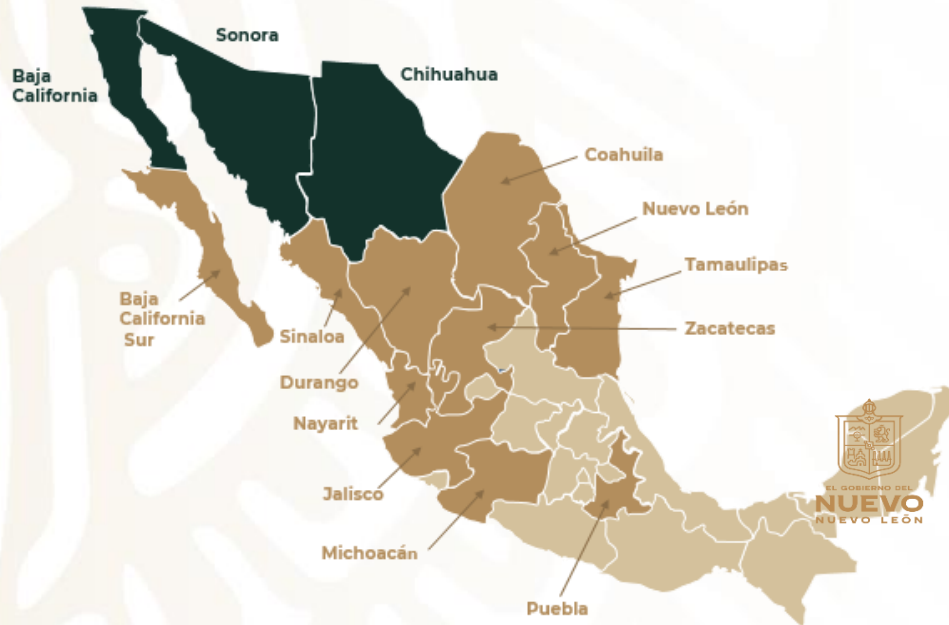 Sonora
Baja
California
Chihuahua
Coahuila
Nuevo León
Tamaulipas
Baja
California
Sur
Sinaloa
Zacatecas
Durango
Nayarit
Jalisco
Michoacán
Puebla
EL GOBIERNO DEL
NUEVO
NUEVO LEÓN